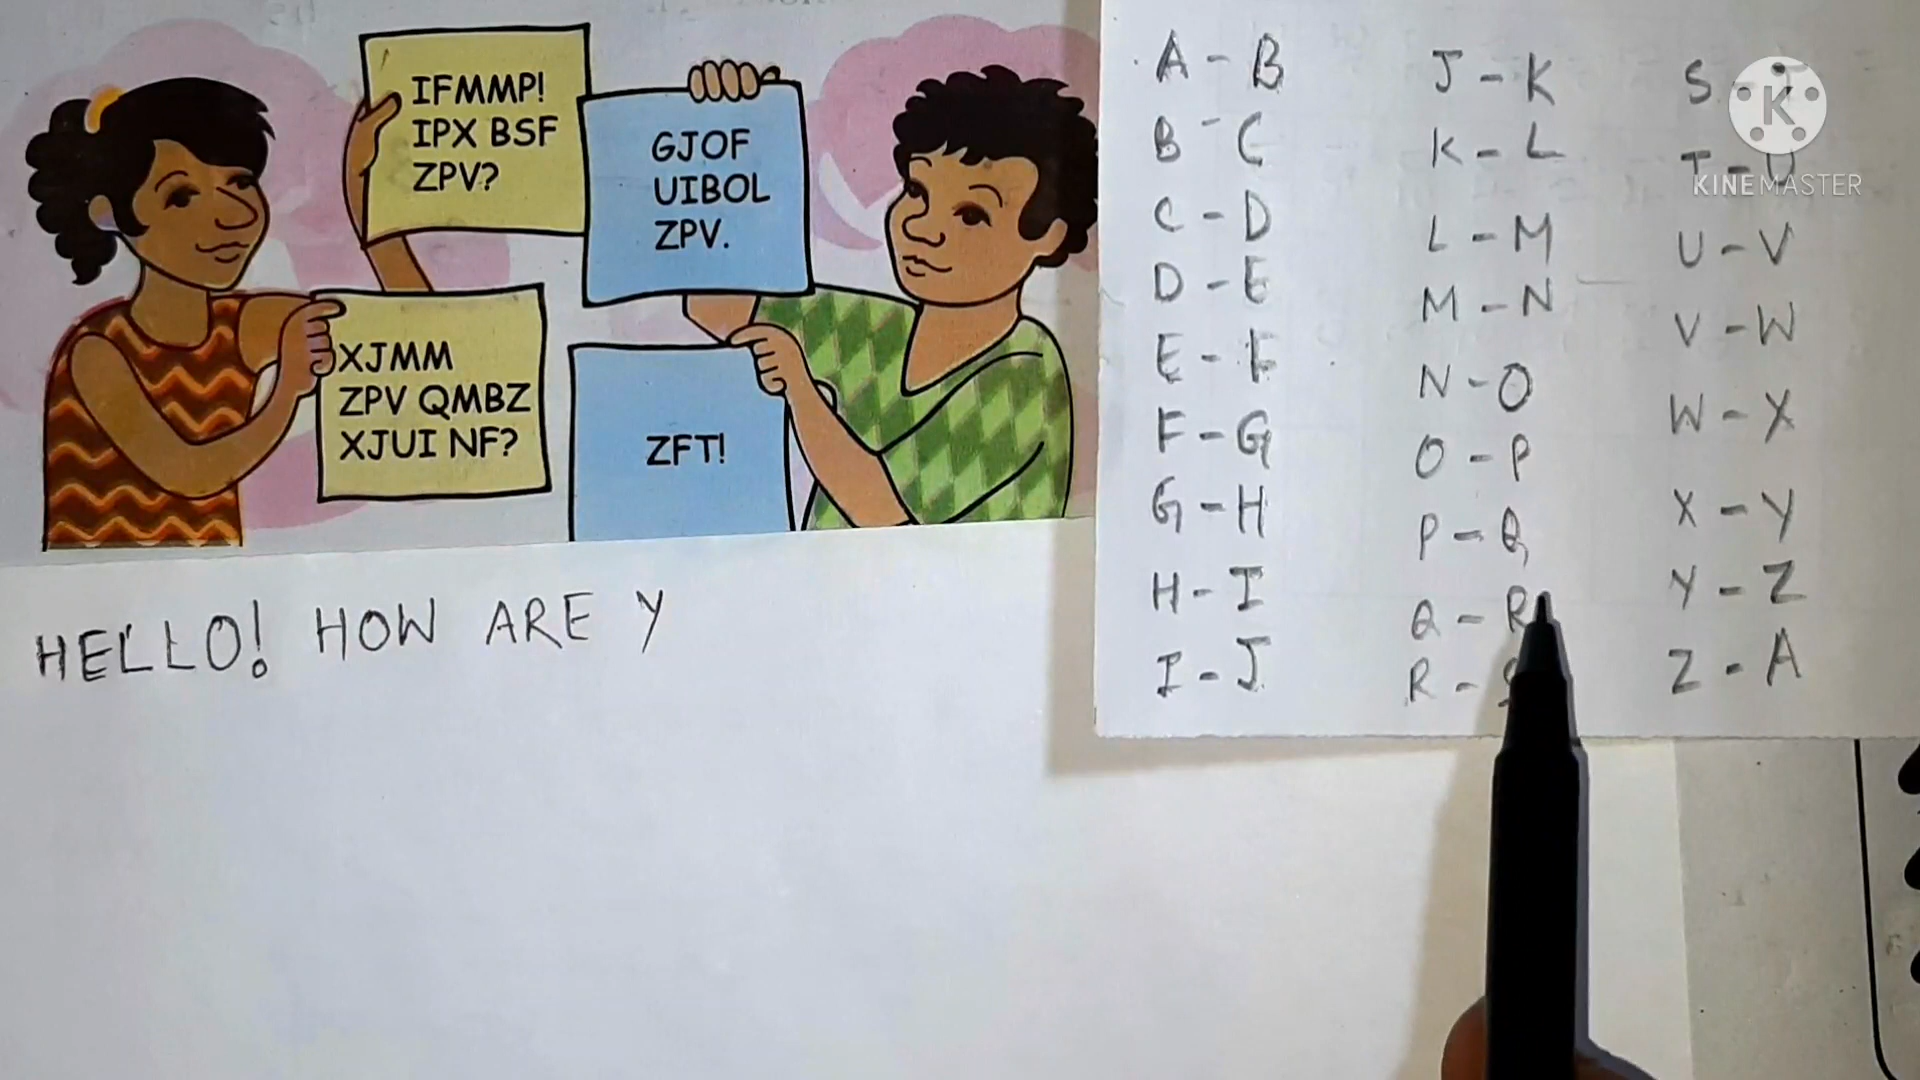 IFMMP!
IPX BSF
ZPV?
GJOF
UIBOL
ZPV.
XJMM
ZPV QMBZ
XJUI NF?
ZFT!
HELLO! HOW ARE Y
A - B
B - C
C - D
D - E
E - F
F - G
G - H
H - I
I - J
J - K
K - L
L - M
M - N
N - O
O - P
P - Q
Q - R
R - S
S - T
T - U
U - V
V - W
W - X
X - Y
Y - Z
Z - A
K
KINEMASTER